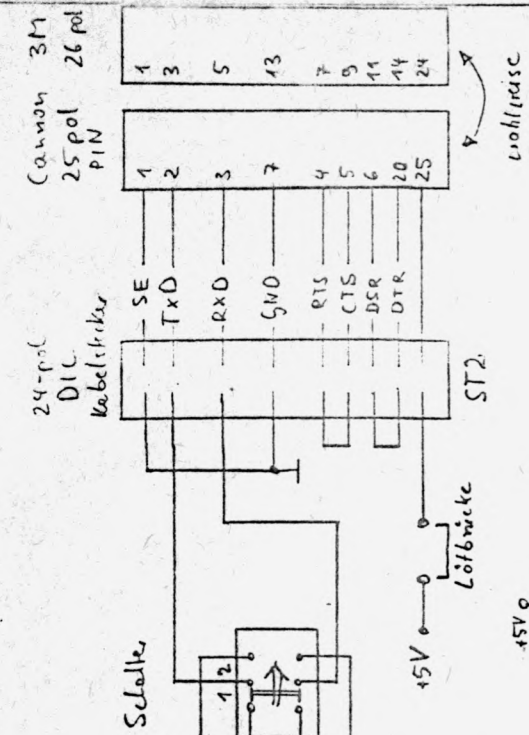 3M
26 pol
1 3 5 13 7 9 11 14 24
Cannon
25 pol
PIN
1 2 3 7 4 5 6 20 25
wahlweise
SE
TxD
RXD
GND
RTS
CTS
DSR
DTR
24-pol
DIL
Kabelstecker
ST2
Lötbrücke
+5V
+5V
Schalter
1 2